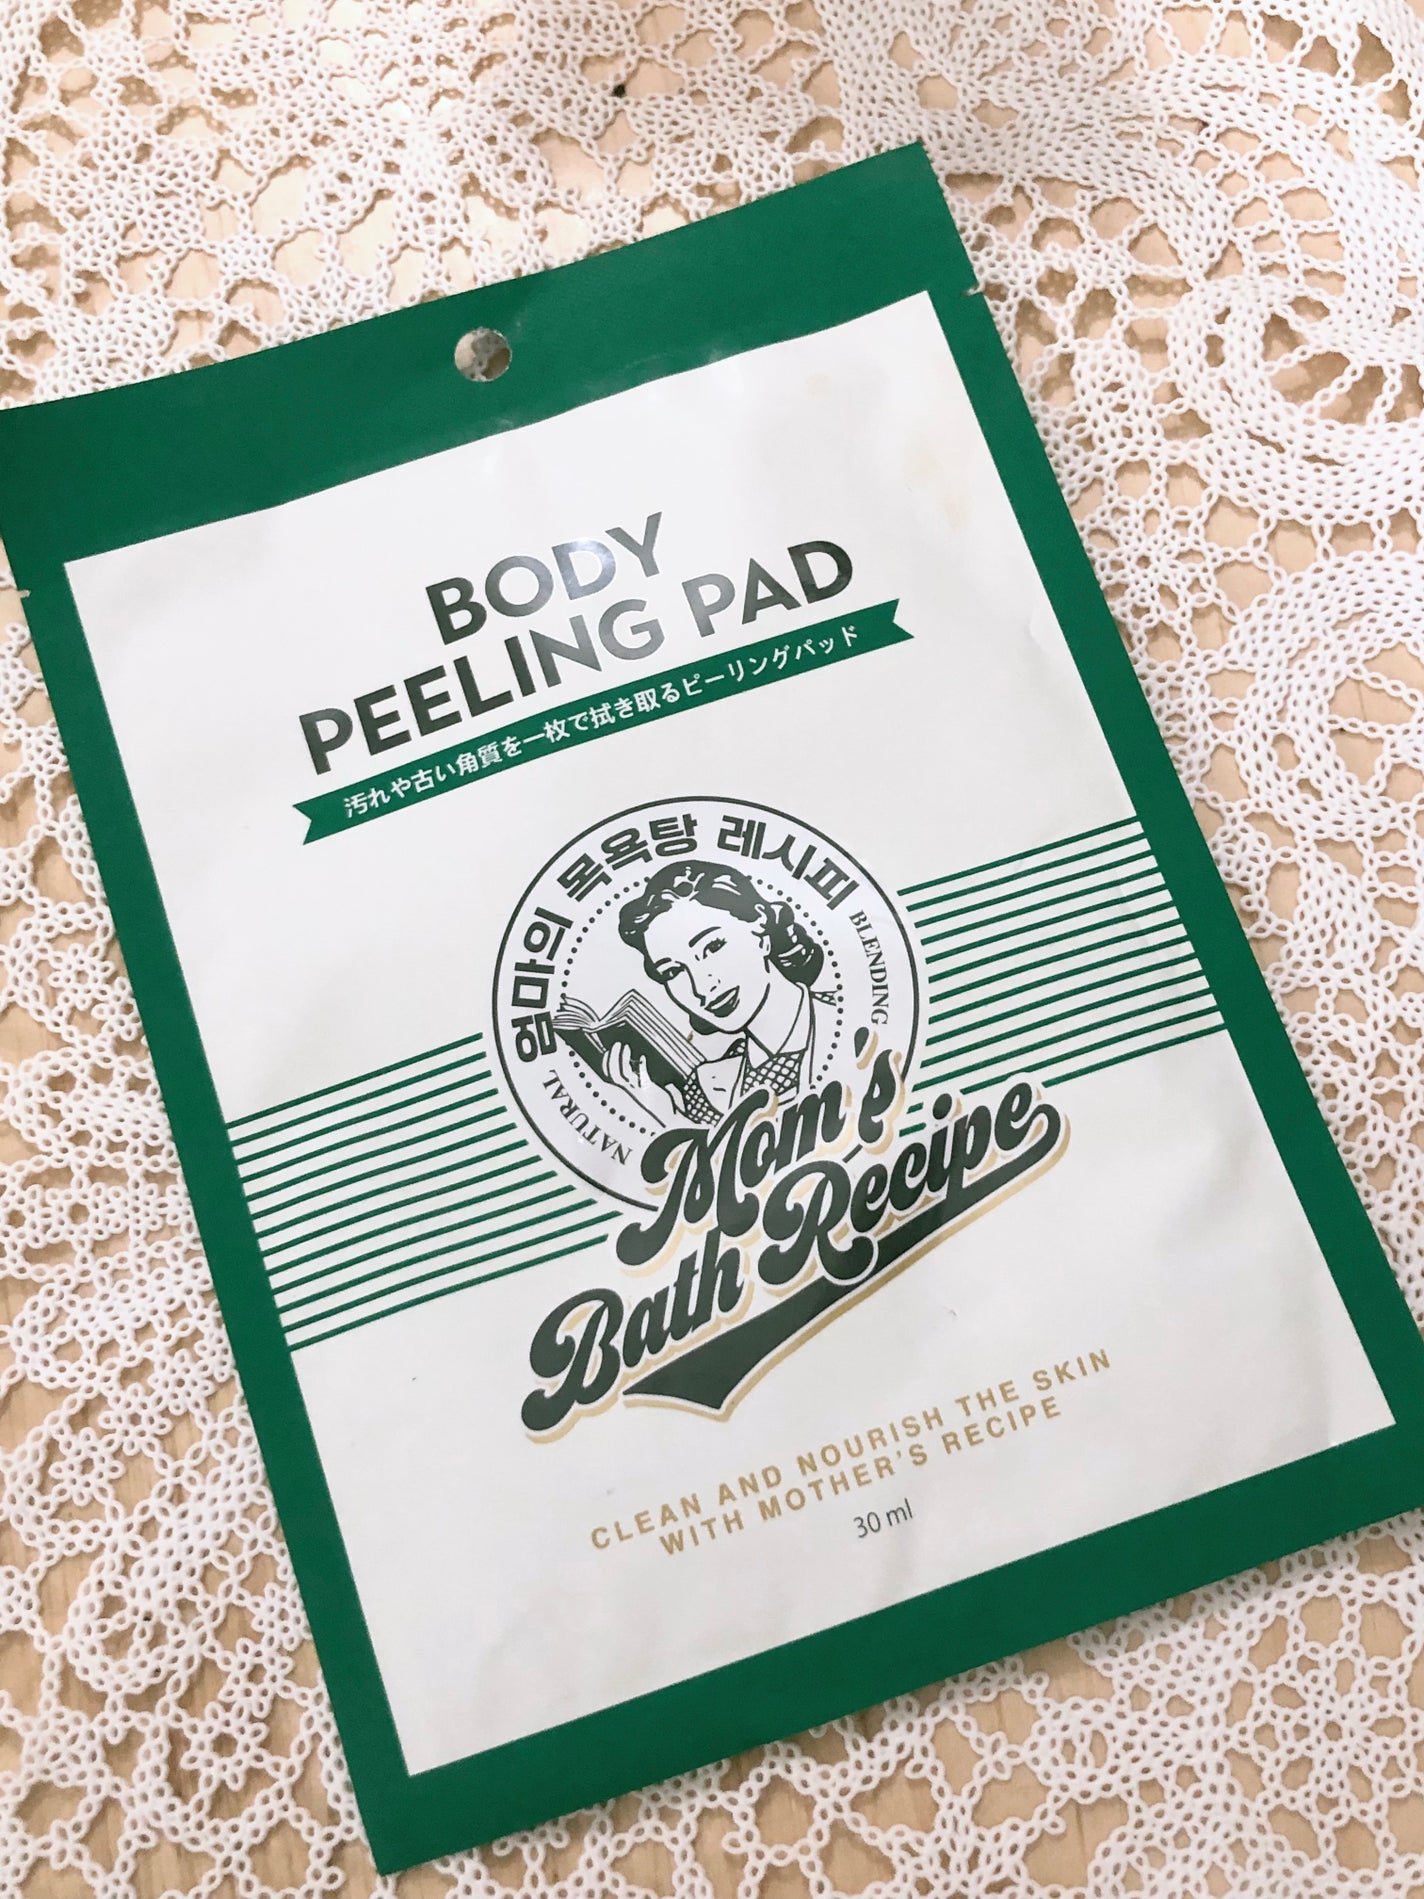 BODY
PEELING PAD
汚れや古い角質を一枚で拭き取るピーリングパッド
엄마의 목욕탕 레시피
NATURAL
BLENDING
Mom's
Bath Recipe
CLEAN AND NOURISH THE SKIN
WITH MOTHER'S RECIPE
30 ml